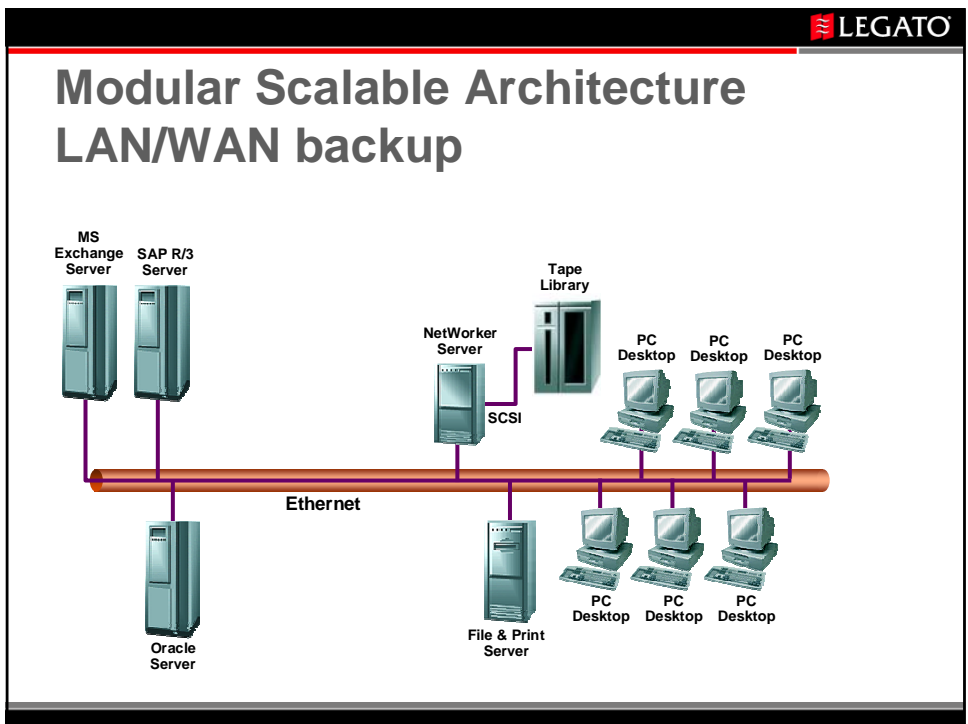 LEGATO
Modular Scalable Architecture
LAN/WAN backup
MS
Exchange
Server
SAP R/3
Server
Tape
Library
NetWorker
Server
SCSI
PC
Desktop
PC
Desktop
PC
Desktop
Ethernet
Oracle
Server
File & Print
Server
PC
Desktop
PC
Desktop
PC
Desktop